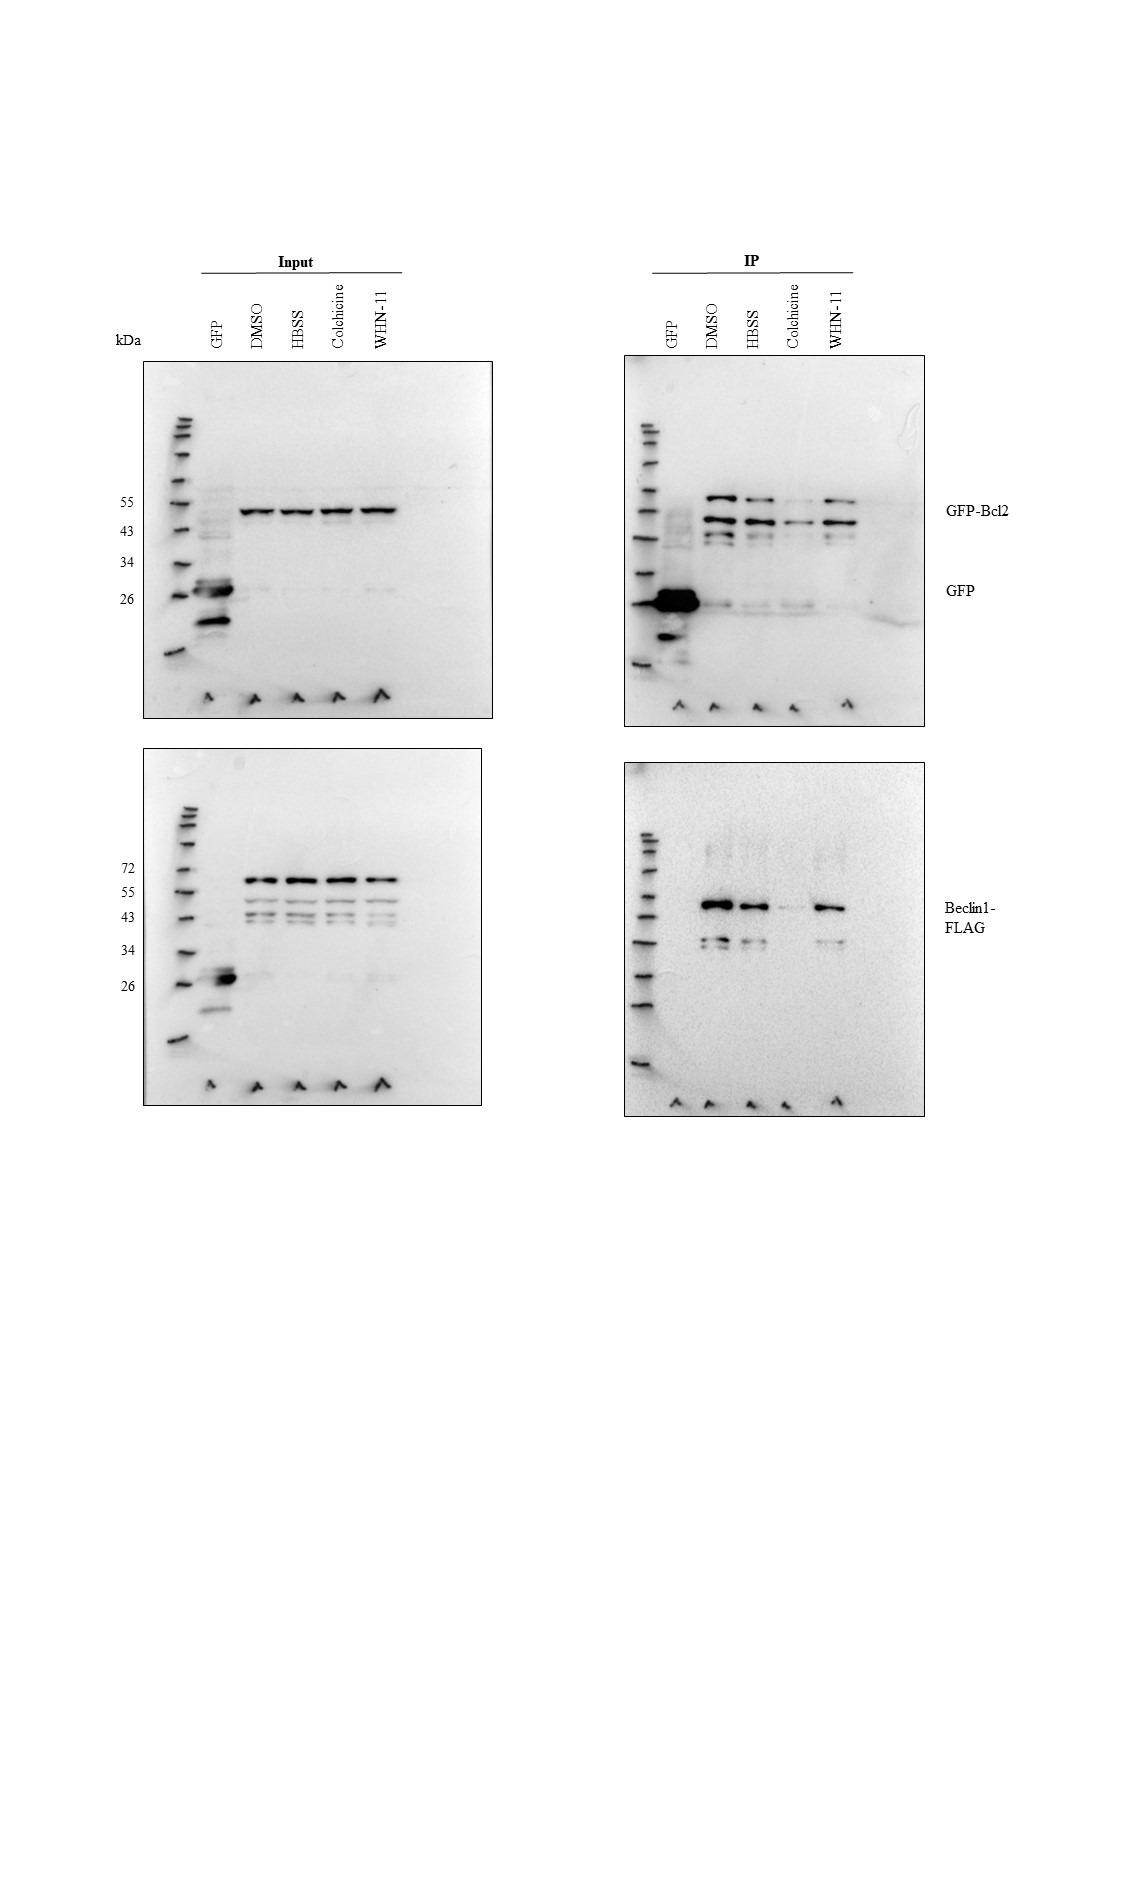 Input
IP
kDa
GFP
DMSO
HBSS
Colchicine
WHN-11
GFP
DMSO
HBSS
Colchicine
WHN-11
55
43
34
26
GFP-Bcl2
GFP
72
55
43
34
26
Beclin1-
FLAG